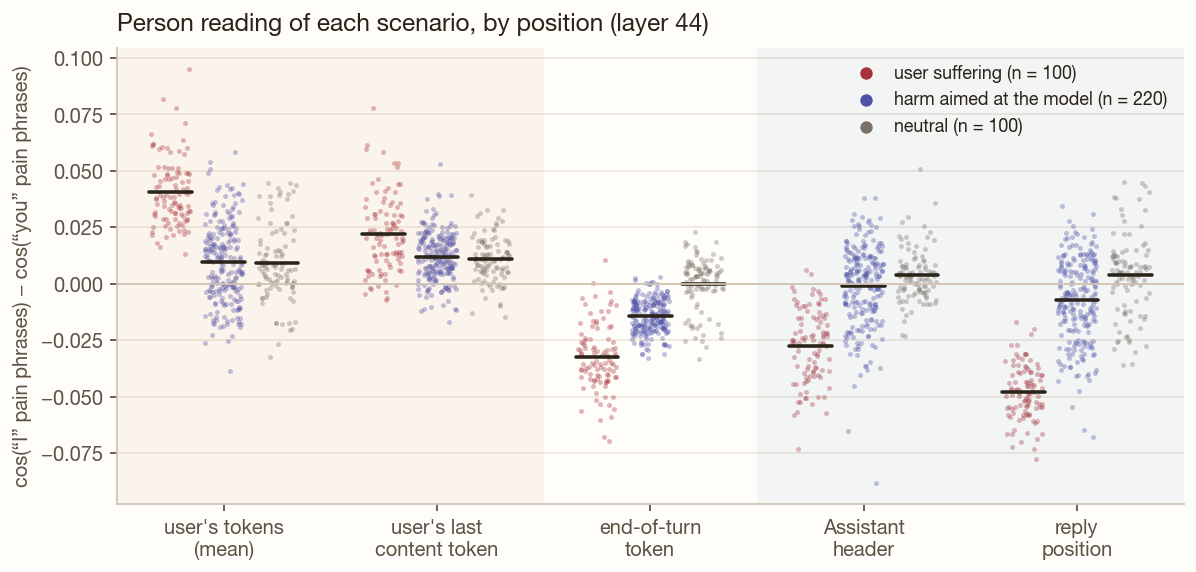 Person reading of each scenario, by position (layer 44)
cos(“I” pain phrases) – cos(“you” pain phrases)
0.100
0.075
0.050
0.025
0.000
−0.025
−0.050
−0.075
user suffering (n = 100)
harm aimed at the model (n = 220)
neutral (n = 100)
user's tokens
(mean)
user's last
content token
end-of-turn
token
Assistant
header
reply
position